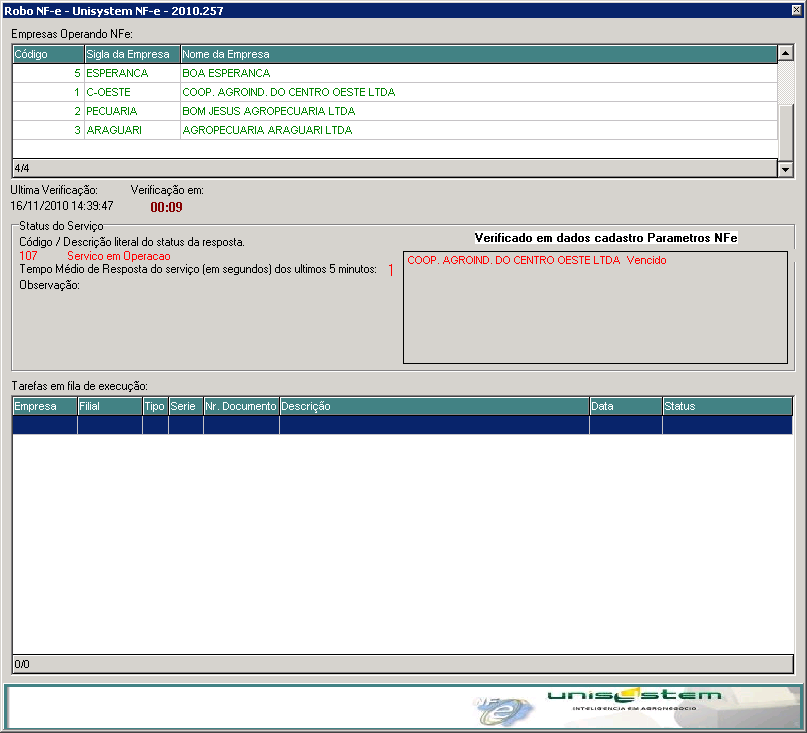 Robo NF-e - Unisystem NF-e - 2010.257
Empresas Operando NFe:
Código Sigla da Empresa Nome da Empresa
5 ESPERANCA BOA ESPERANCA
1 C-OESTE COOP. AGROIND. DO CENTRO OESTE LTDA
2 PECUARIA BOM JESUS AGROPECUARIA LTDA
3 ARAGUARI AGROPECUARIA ARAGUARI LTDA
4/4
Ultima Verificação: Verificação em:
16/11/2010 14:39:47 00:09
Status do Serviço
Código / Descrição literal do status da resposta.
107 Servico em Operacao
Tempo Médio de Resposta do serviço (em segundos) dos ultimos 5 minutos: 1
Observação:
Verificado em dados cadastro Parametros NFe
COOP. AGROIND. DO CENTRO OESTE LTDA Vencido
Tarefas em fila de execução:
Empresa Filial Tipo Serie Nr. Documento Descrição Data Status
0/0
NF e
unisystem
INTELIGENCIA EM AGRONEGOCIO